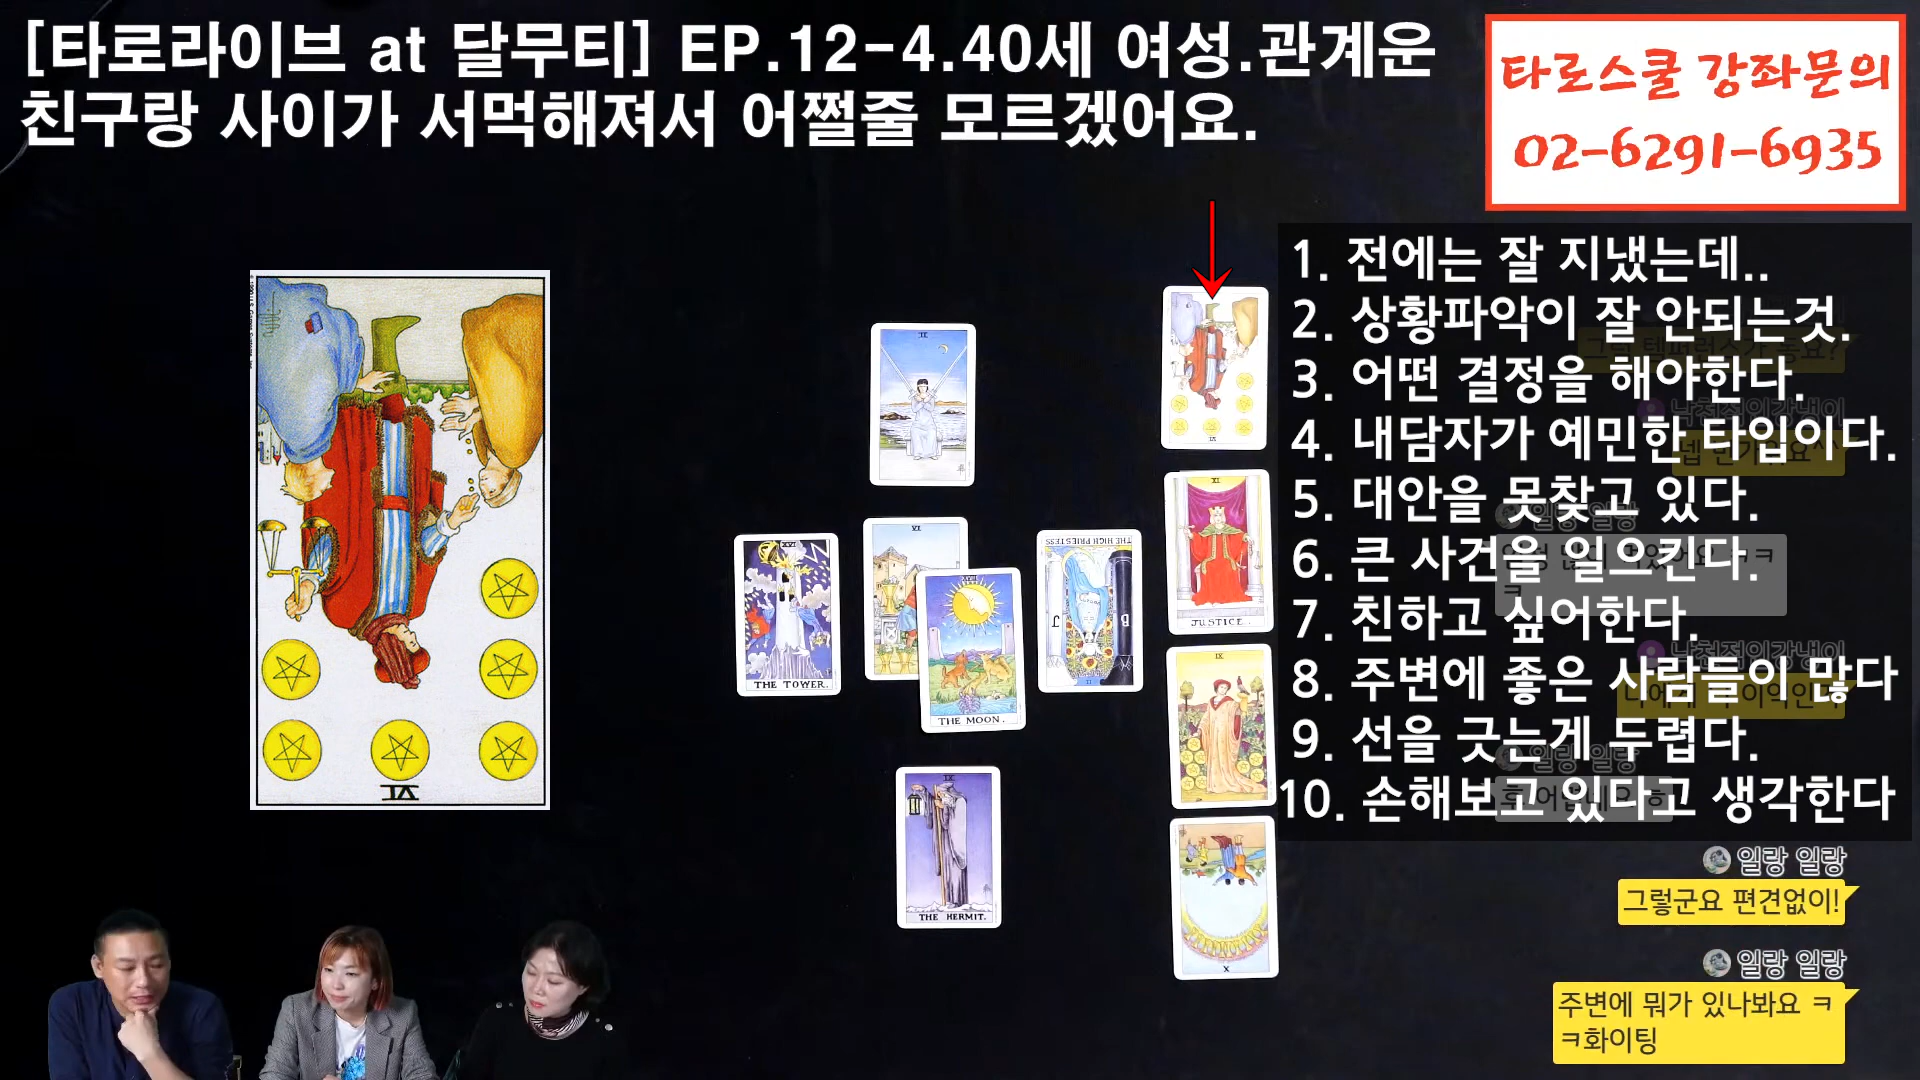 [타로라이브 at 달무티] EP.12-4.40세 여성.관계운
친구랑 사이가 서먹해져서 어쩔줄 모르겠어요.
타로스쿨 강좌문의
02-6291-6935
1. 전에는 잘 지냈는데..
2. 상황파악이 잘 안되는것.
3. 어떤 결정을 해야한다.
4. 내담자가 예민한 타입이다.
5. 대안을 못찾고 있다.
6. 큰 사건을 일으킨다.
7. 친하고 싶어한다.
8. 주변에 좋은 사람들이 많다
9. 선을 긋는게 두렵다.
10. 손해보고 있다고 생각한다
VI
II
XVI
THE TOWER.
VI
XVIII
THE MOON.
THE HIGH PRIESTESS
B
J
II
IX
THE HERMIT.
VI
XI
JUSTICE.
IX
X
일랑 일랑
그렇군요 편견없이!
일랑 일랑
주변에 뭐가 있나봐요 ㅋ
ㅋ화이팅